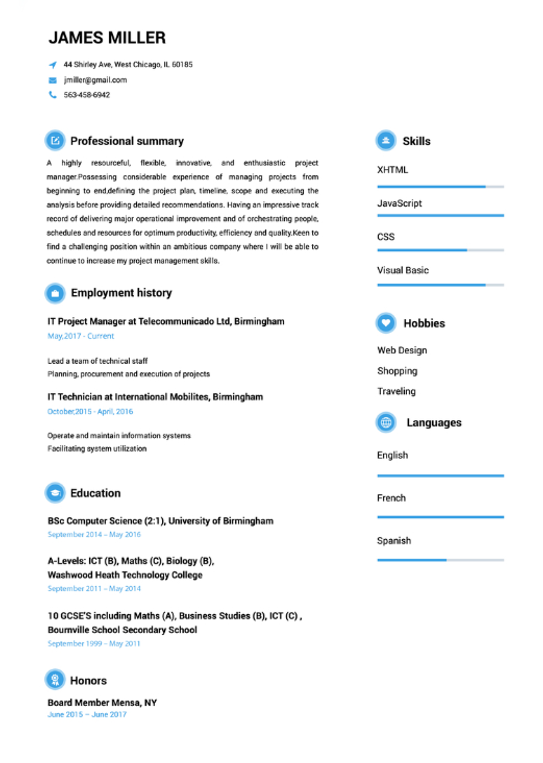 JAMES MILLER
44 Shirley Ave, West Chicago, IL 60185
jmiller@gmail.com
563-458-6942
Professional summary
A highly resourceful, flexible, innovative, and enthusiastic project
manager.Possessing considerable experience of managing projects from
beginning to end,defining the project plan, timeline, scope and executing the
analysis before providing detailed recommendations. Having an impressive track
record of delivering major operational improvement and of orchestrating people,
schedules and resources for optimum productivity, efficiency and quality.Keen to
find a challenging position within an ambitious company where I will be able to
continue to increase my project management skills.
Employment history
IT Project Manager at Telecommunicado Ltd, Birmingham
May,2017 - Current
Lead a team of technical staff
Planning, procurement and execution of projects
IT Technician at International Mobilites, Birmingham
October,2015 - April, 2016
Operate and maintain information systems
Facilitating system utilization
Education
BSc Computer Science (2:1), University of Birmingham
September 2014 – May 2016
A-Levels: ICT (B), Maths (C), Biology (B),
Washwood Heath Technology College
September 2011 – May 2014
10 GCSE'S including Maths (A), Business Studies (B), ICT (C) ,
Bournville School Secondary School
September 1999 – May 2011
Honors
Board Member Mensa, NY
June 2015 – June 2017
Skills
XHTML
JavaScript
CSS
Visual Basic
Hobbies
Web Design
Shopping
Traveling
Languages
English
French
Spanish